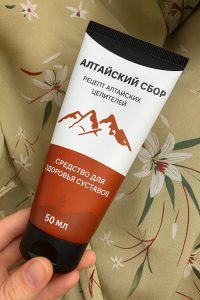 АЛТАЙСКИЙ СБОР
РЕЦЕПТ АЛТАЙСКИХ
ЦЕЛИТЕЛЕЙ
СРЕДСТВО ДЛЯ
ЗДОРОВЬЯ СУСТАВОВ
50 МЛ